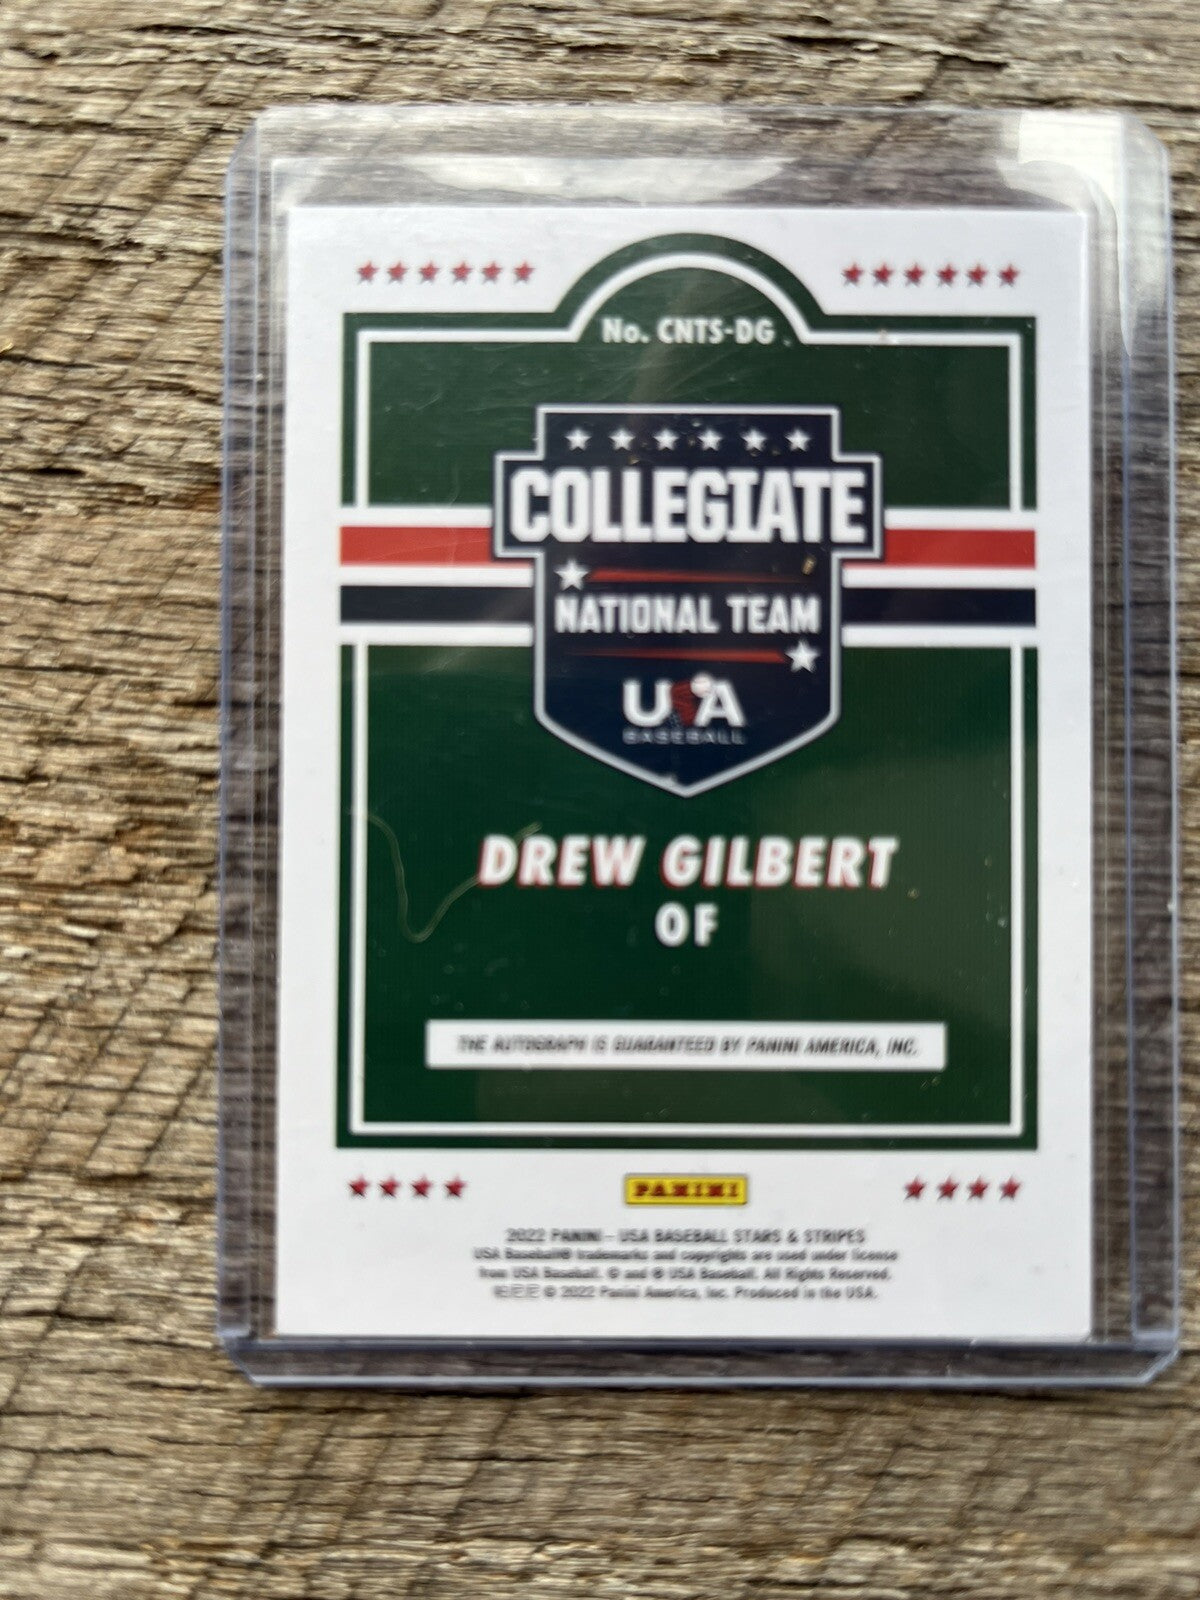 No. CNTS-DG
COLLEGIATE
NATIONAL TEAM
USA
BASEBALL
DREW GILBERT
OF
THE AUTOGRAPH IS GUARANTEED BY PANINI AMERICA, INC.
PANINI
2022 PANINI - USA BASEBALL STARS & STRIPES
USA Baseball® trademarks and copyrights are used under license
from USA Baseball. © and ® USA Baseball. All Rights Reserved.
© 2022 Panini America, Inc. Produced in the USA.